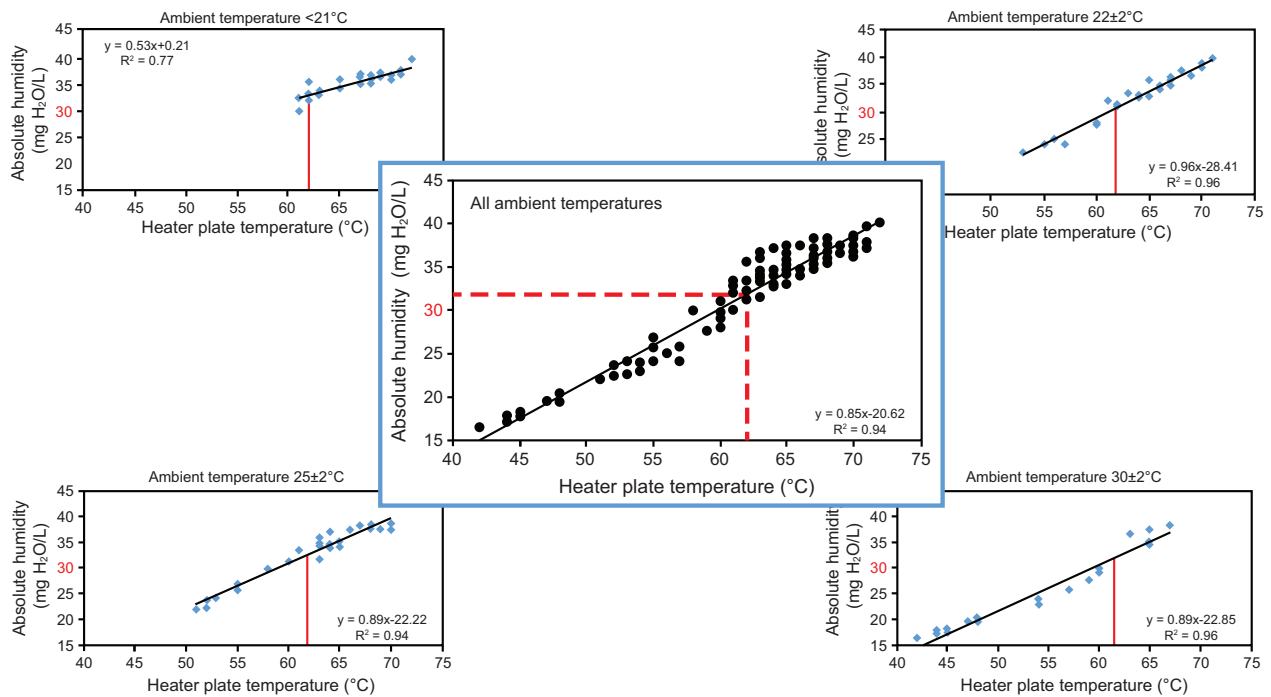 Ambient temperature <21°C
Absolute humidity
(mg H₂O/L)
45
40
35
30
25
20
15
y = 0.53x+0.21
R² = 0.77
40 45 50 55 60 65
Heater plate temperature (°C)
Ambient temperature 22±2°C
(mg H₂O/L)
45
40
35
30
25
y = 0.96x-28.41
R² = 0.96
50 55 60 65 70 75
Heater plate temperature (°C)
All ambient temperatures
Absolute humidity (mg H₂O/L)
45
40
35
30
25
20
15
y = 0.85x-20.62
R² = 0.94
40 45 50 55 60 65 70 75
Heater plate temperature (°C)
Ambient temperature 25±2°C
Absolute humidity
(mg H₂O/L)
45
40
35
30
25
20
15
y = 0.89x-22.22
R² = 0.94
40 45 50 55 60 65 70 75
Heater plate temperature (°C)
Ambient temperature 30±2°C
Absolute humidity
(mg H₂O/L)
40
35
30
25
20
15
y = 0.89x-22.85
R² = 0.96
40 45 50 55 60 65 70 75
Heater plate temperature (°C)